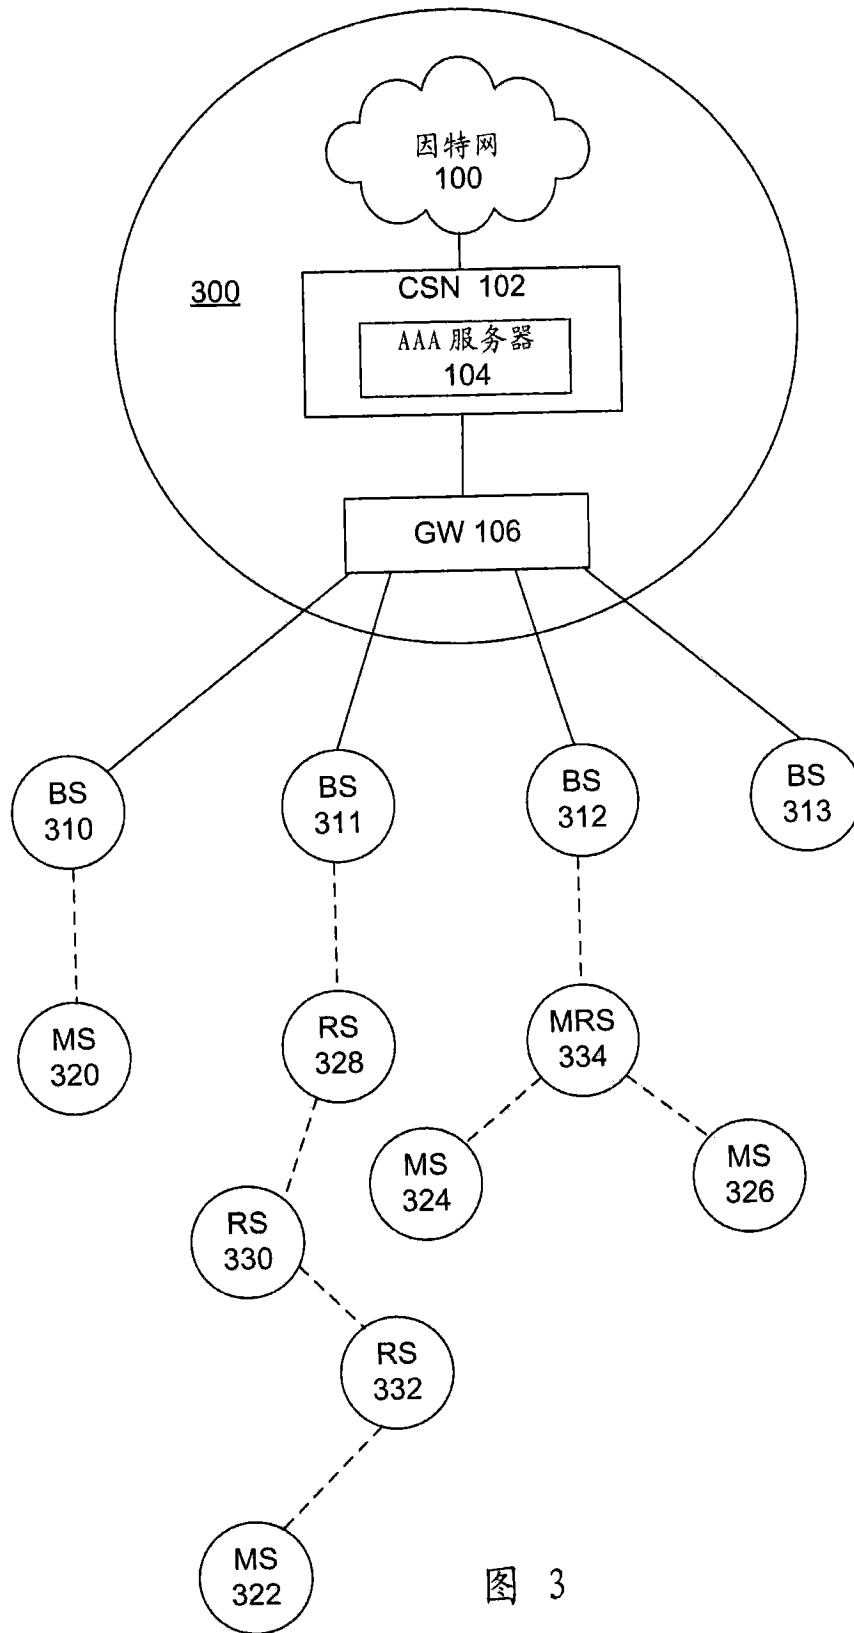 因特网
100
300
CSN 102
AAA 服务器
104
GW 106
BS
310
BS
311
BS
312
BS
313
MS
320
RS
328
MRS
334
MS
324
MS
326
RS
330
RS
332
MS
322
图 3